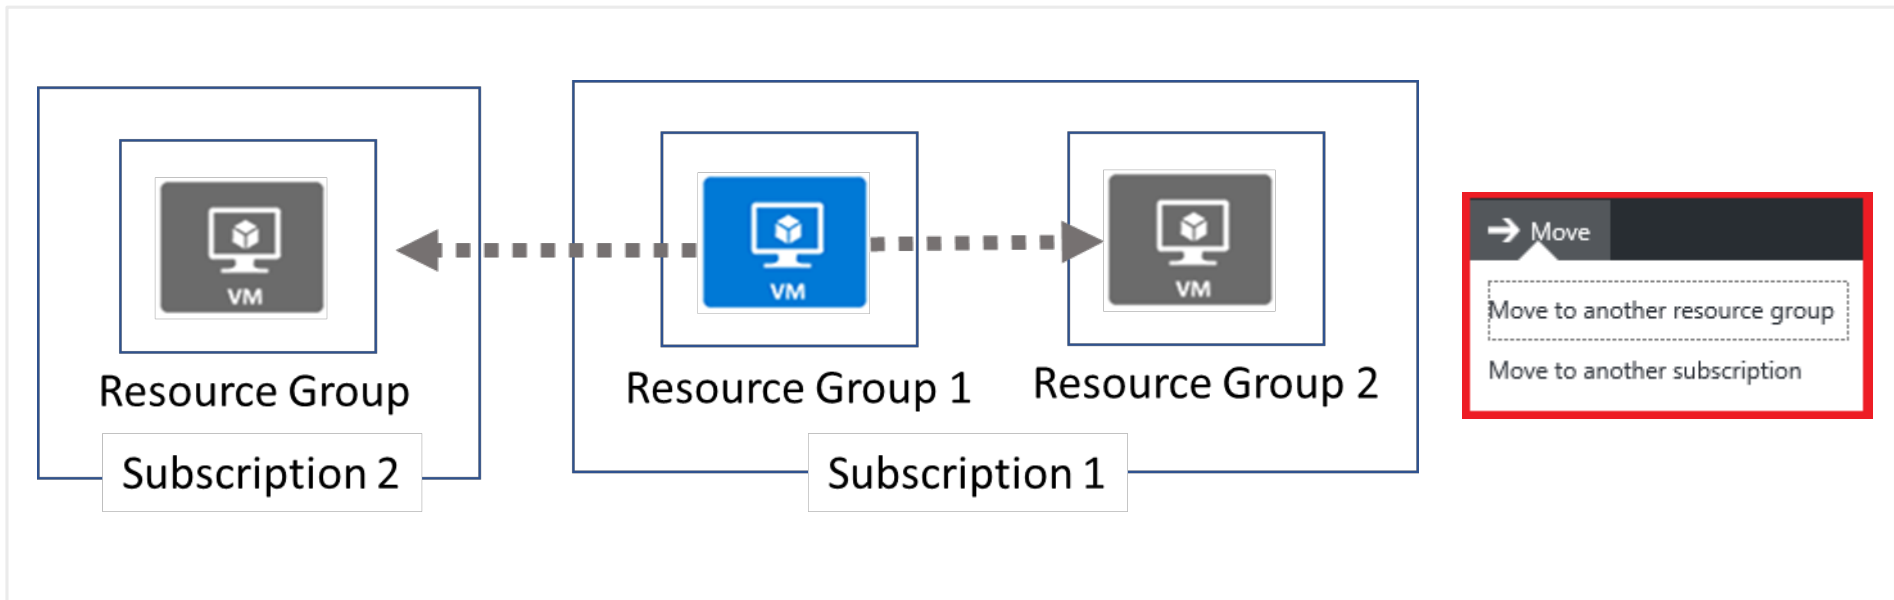 VM
Resource Group
Subscription 2
VM
Resource Group 1
VM
Resource Group 2
Subscription 1
Move
Move to another resource group
Move to another subscription